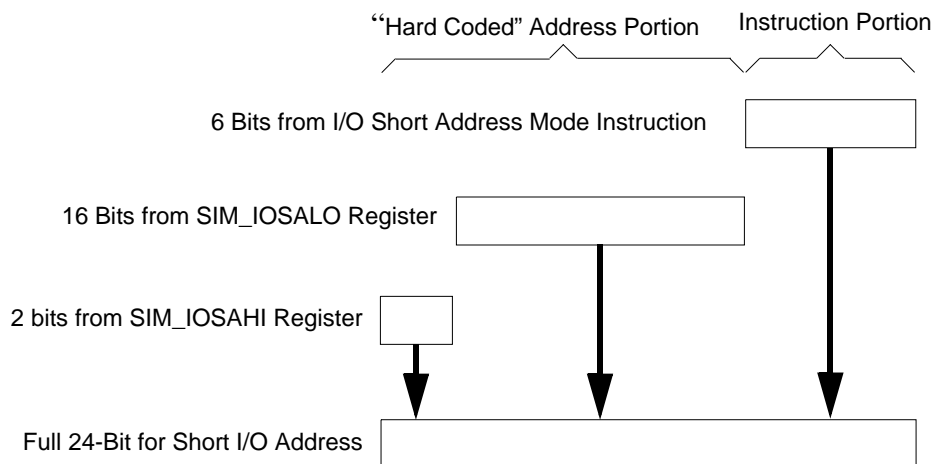 “Hard Coded” Address Portion
Instruction Portion
6 Bits from I/O Short Address Mode Instruction
16 Bits from SIM_IOSALO Register
2 bits from SIM_IOSAHI Register
Full 24-Bit for Short I/O Address